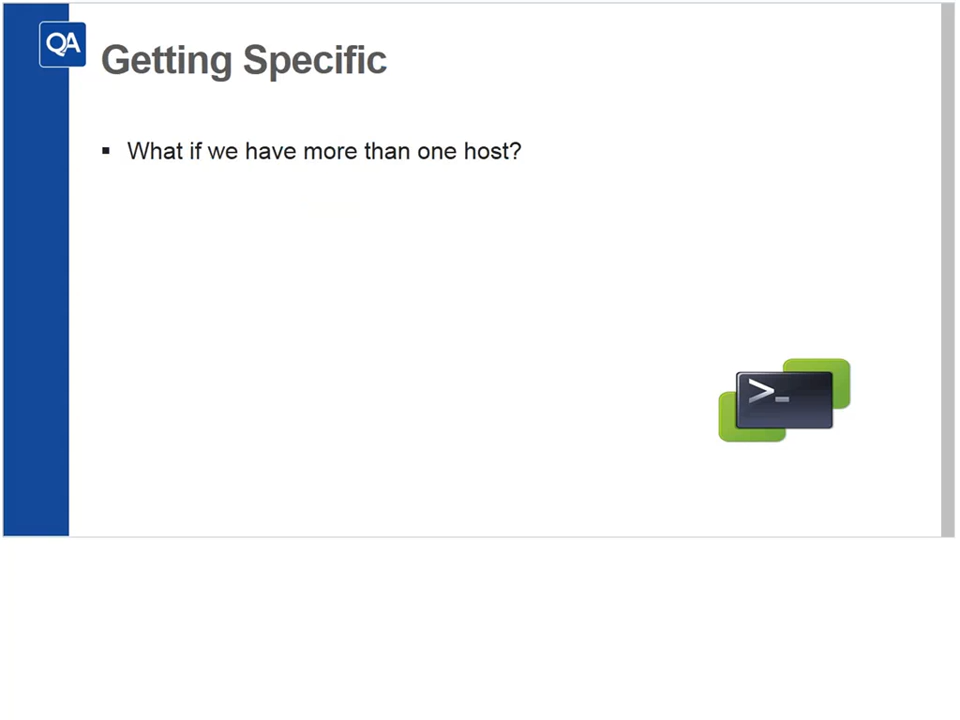 QA
Getting Specific
▪ What if we have more than one host?
>_